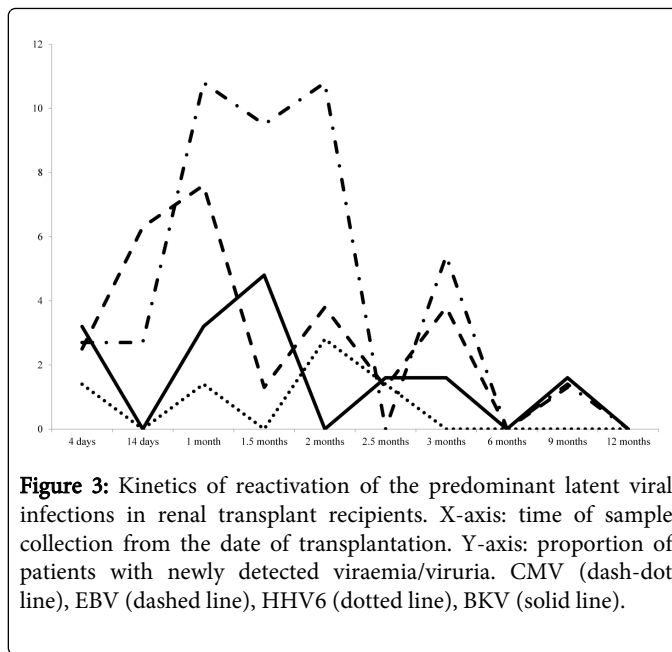 12
10
8
6
4
2
0
4 days 14 days 1 month 1.5 months 2 months 2.5 months 3 months 6 months 9 months 12 months
Figure 3: Kinetics of reactivation of the predominant latent viral
infections in renal transplant recipients. X-axis: time of sample
collection from the date of transplantation. Y-axis: proportion of
patients with newly detected viraemia/viruria. CMV (dash-dot
line), EBV (dashed line), HHV6 (dotted line), BKV (solid line).